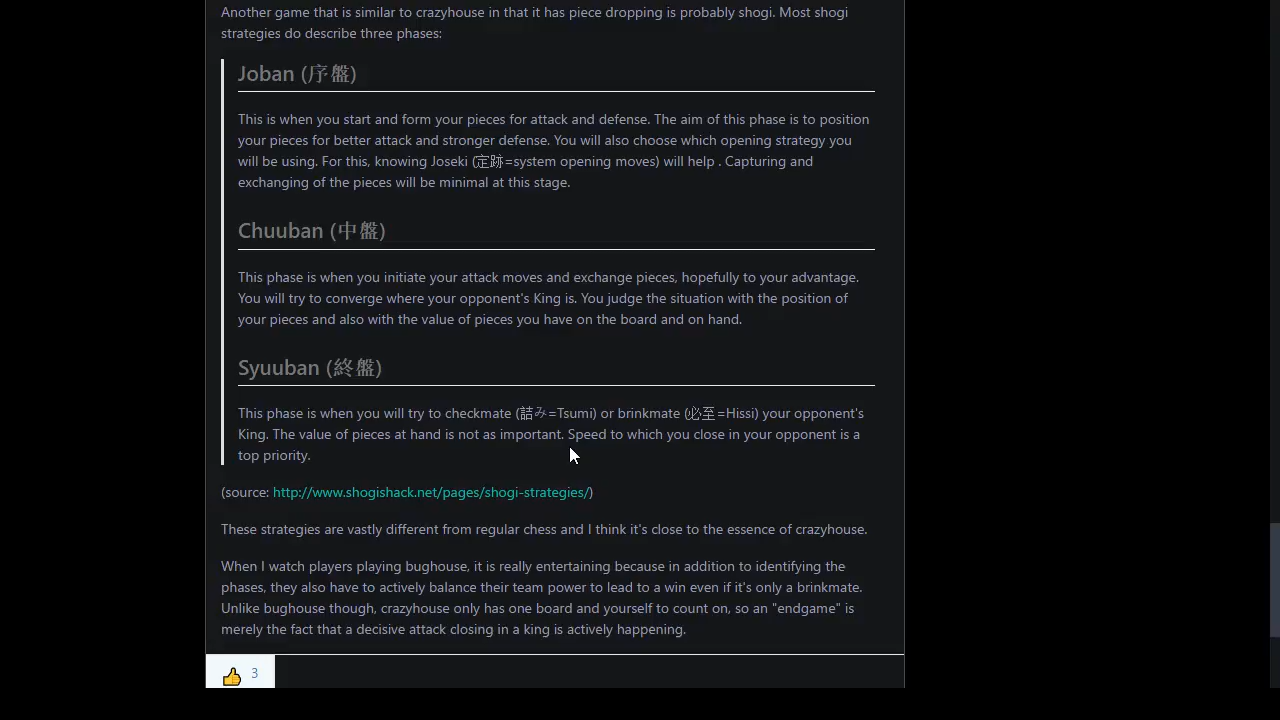 Another game that is similar to crazyhouse in that it has piece dropping is probably shogi. Most shogi
strategies do describe three phases:
Joban (序盤)
This is when you start and form your pieces for attack and defense. The aim of this phase is to position
your pieces for better attack and stronger defense. You will also choose which opening strategy you
will be using. For this, knowing Joseki (定跡=system opening moves) will help . Capturing and
exchanging of the pieces will be minimal at this stage.
Chuuban (中盤)
This phase is when you initiate your attack moves and exchange pieces, hopefully to your advantage.
You will try to converge where your opponent's King is. You judge the situation with the position of
your pieces and also with the value of pieces you have on the board and on hand.
Syuuban (終盤)
This phase is when you will try to checkmate (詰み=Tsumi) or brinkmate (必至=Hissi) your opponent's
King. The value of pieces at hand is not as important. Speed to which you close in your opponent is a
top priority.
(source: http://www.shogishack.net/pages/shogi-strategies/)
These strategies are vastly different from regular chess and I think it's close to the essence of crazyhouse.
When I watch players playing bughouse, it is really entertaining because in addition to identifying the
phases, they also have to actively balance their team power to lead to a win even if it's only a brinkmate.
Unlike bughouse though, crazyhouse only has one board and yourself to count on, so an "endgame" is
merely the fact that a decisive attack closing in a king is actively happening.
3